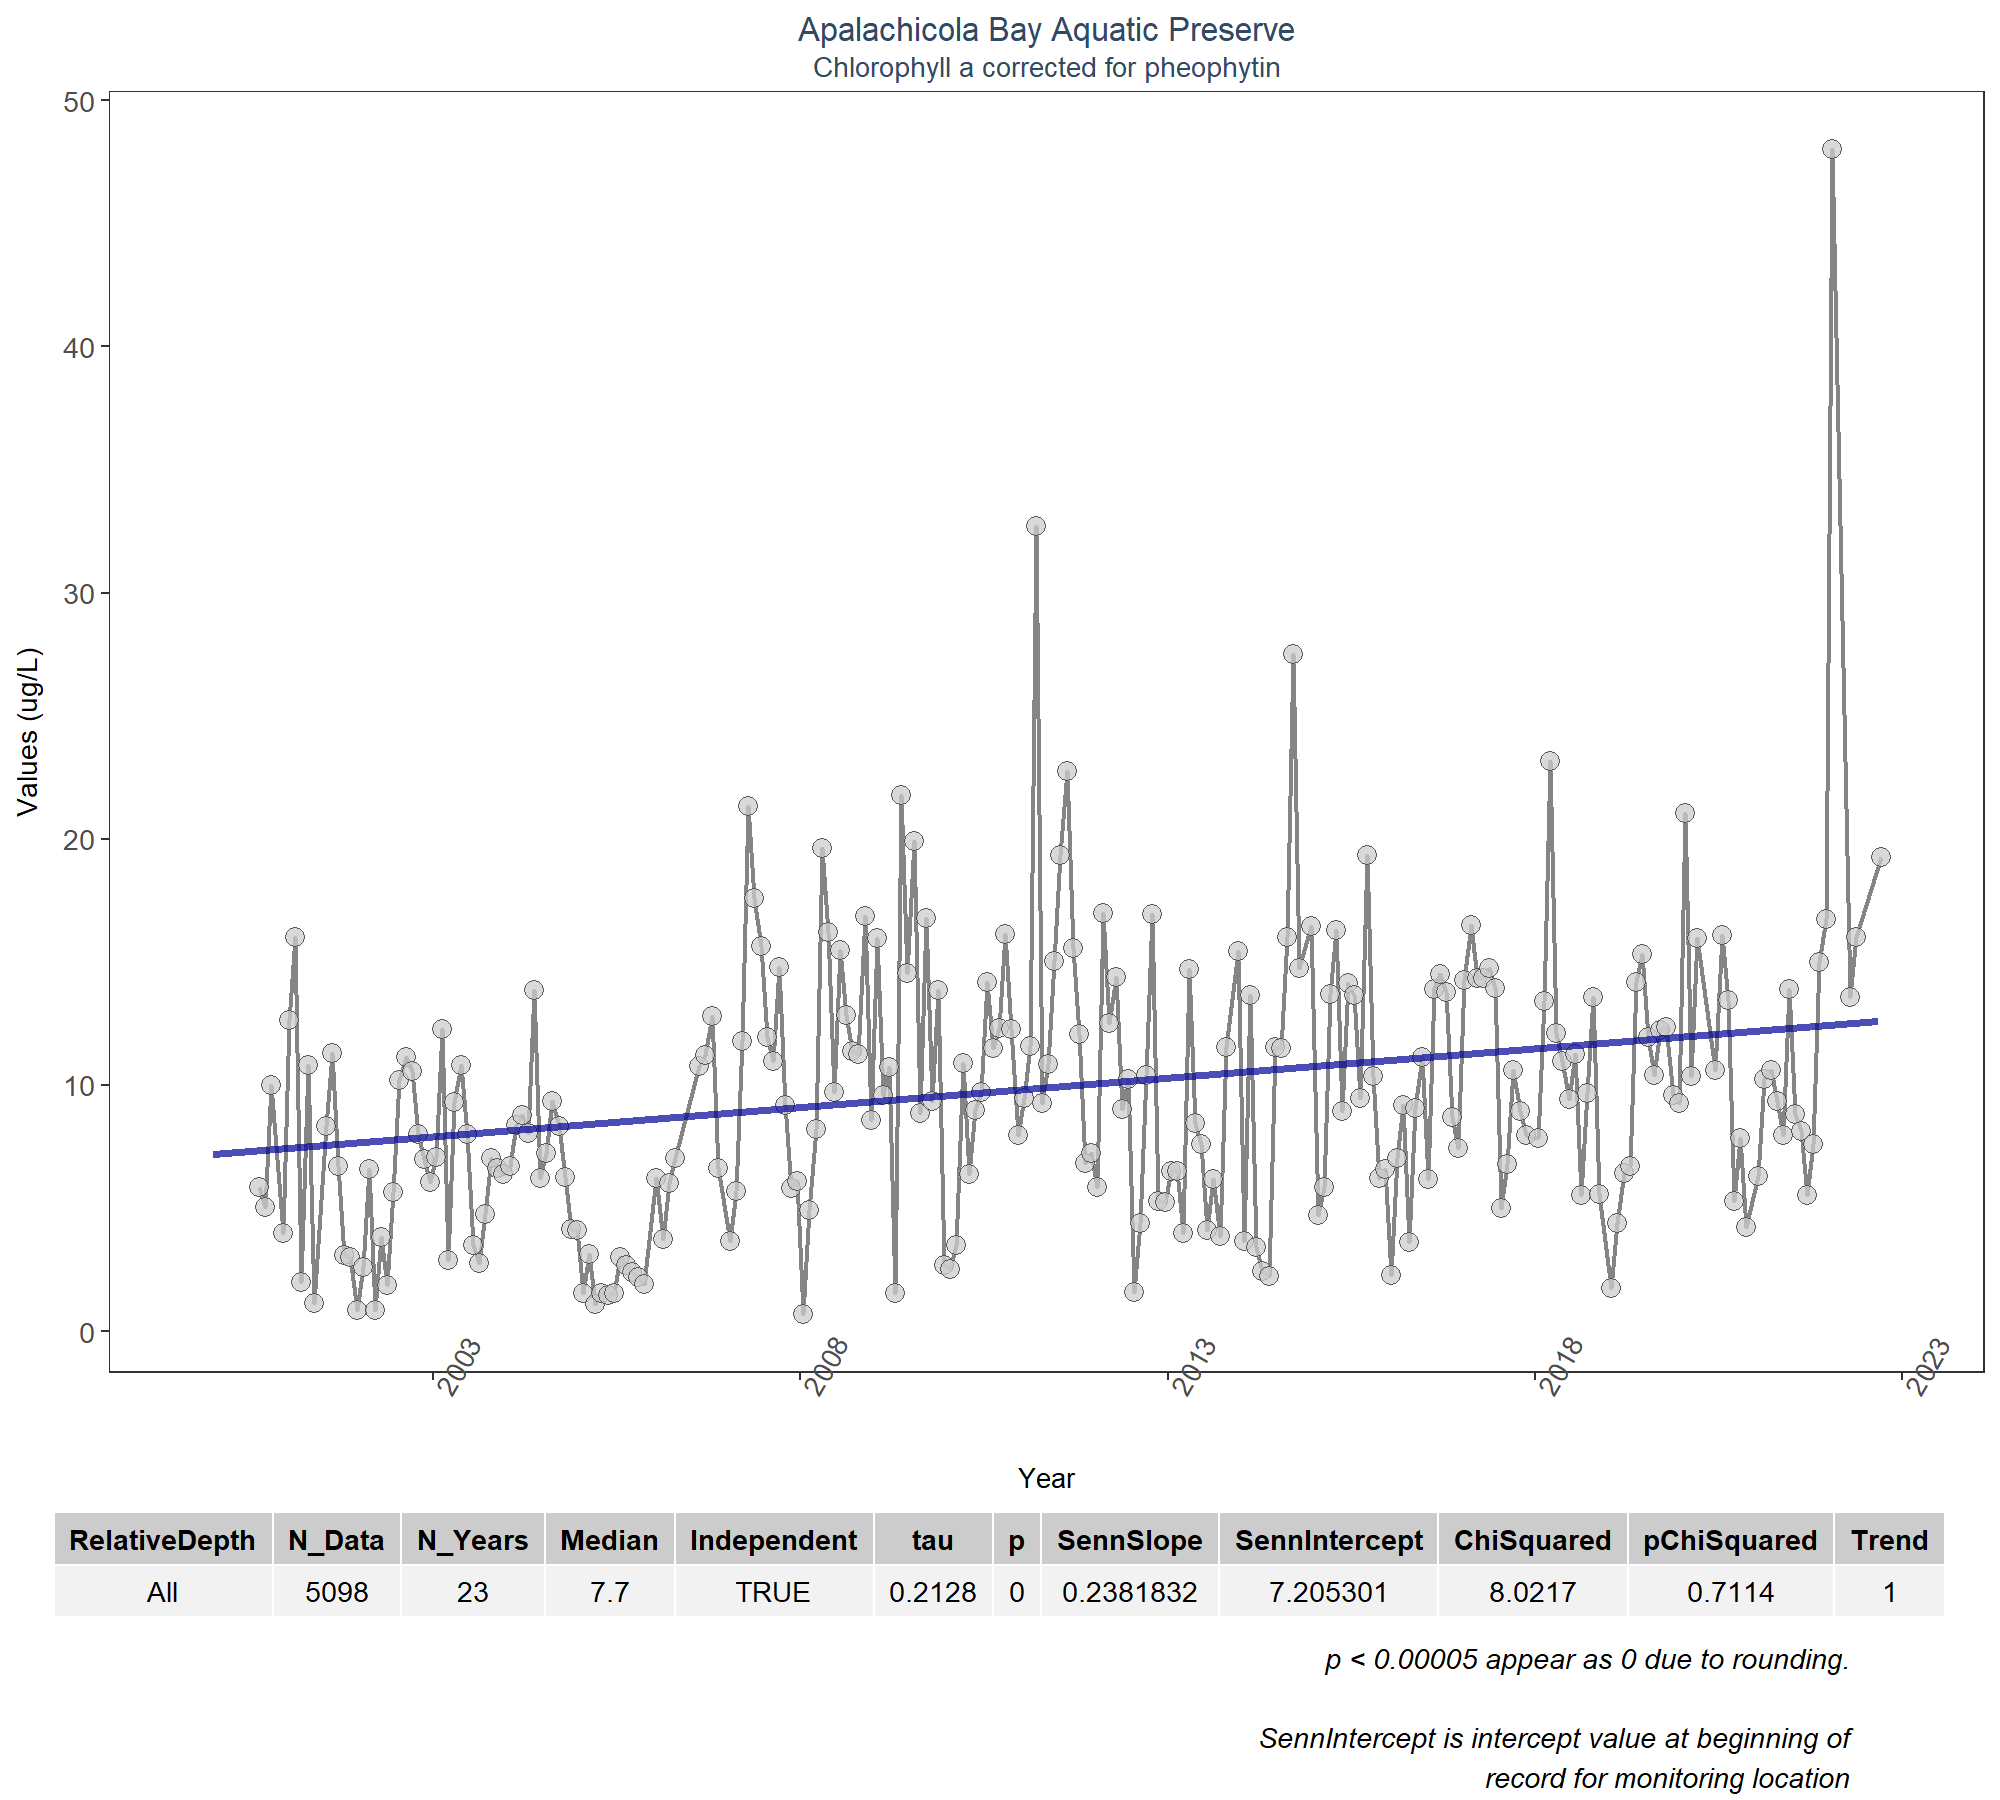 Apalachicola Bay Aquatic Preserve
Chlorophyll a corrected for pheophytin
50
40
30
20
10
0
Values (ug/L)
2003
2008
2013
2018
2023
Year
RelativeDepth N_Data N_Years Median Independent tau p SennSlope SennIntercept ChiSquared pChiSquared Trend
All 5098 23 7.7 TRUE 0.2128 0 0.2381832 7.205301 8.0217 0.7114 1
p < 0.00005 appear as 0 due to rounding.
SennIntercept is intercept value at beginning of
record for monitoring location